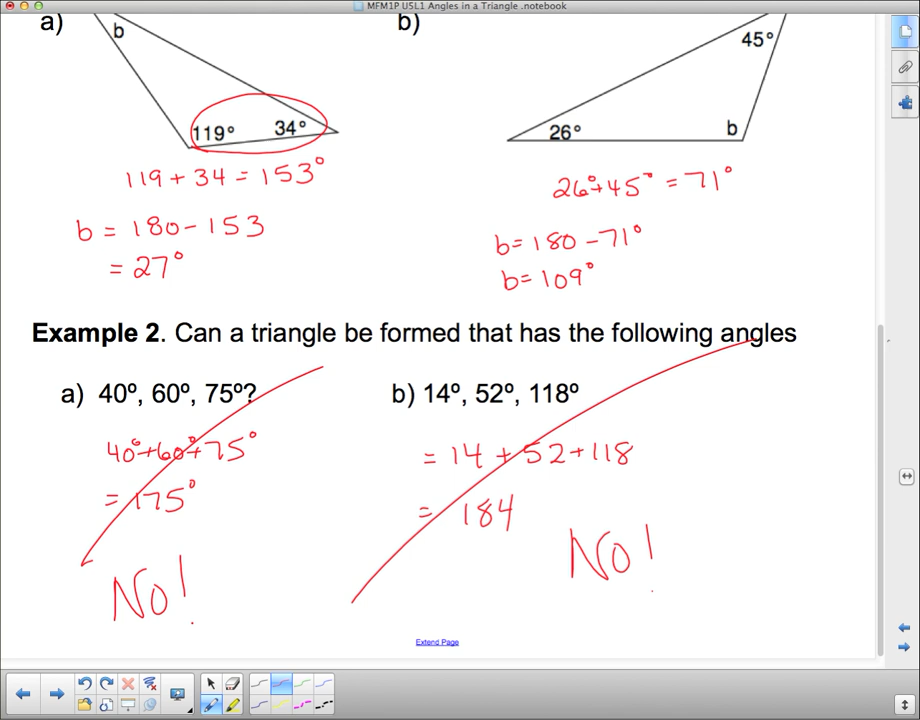 MFM1P U5L1 Angles in a Triangle .notebook
a)
b
119°
34°
119 + 34 = 153°
b = 180 - 153
= 27°
b)
45°
26°
b
26°+45° = 71°
b = 180 - 71°
b = 109°
Example 2. Can a triangle be formed that has the following angles
a) 40º, 60º, 75º?
40°+60°+75°
= 175°
No!
b) 14º, 52º, 118º
= 14 + 52+118
= 184
No!
Extend Page